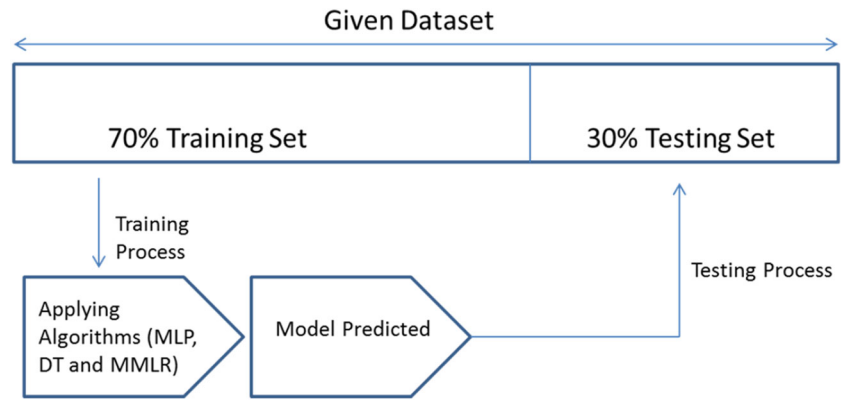 Given Dataset
70% Training Set
30% Testing Set
Training
Process
Testing Process
Applying
Algorithms (MLP,
DT and MMLR)
Model Predicted